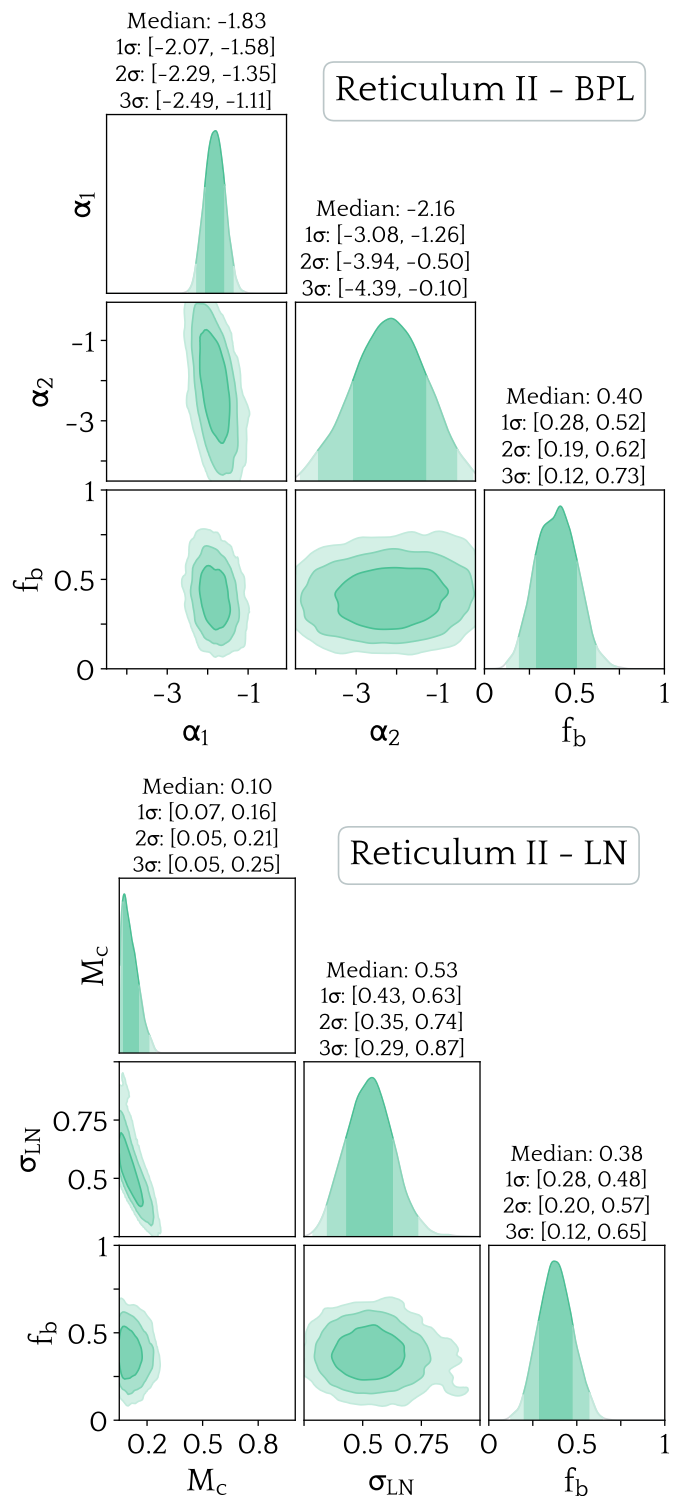 Median: -1.83
1σ: [-2.07, -1.58]
2σ: [-2.29, -1.35]
3σ: [-2.49, -1.11]
Reticulum II - BPL
α1
Median: -2.16
1σ: [-3.08, -1.26]
2σ: [-3.94, -0.50]
3σ: [-4.39, -0.10]
-1
-3
α2
Median: 0.40
1σ: [0.28, 0.52]
2σ: [0.19, 0.62]
3σ: [0.12, 0.73]
1
0.5
0
fb
-3 -1 -3 -1 0 0.5 1
α1 α2 fb
Median: 0.10
1σ: [0.07, 0.16]
2σ: [0.05, 0.21]
3σ: [0.05, 0.25]
Reticulum II - LN
Mc
Median: 0.53
1σ: [0.43, 0.63]
2σ: [0.35, 0.74]
3σ: [0.29, 0.87]
0.75
0.5
σLN
Median: 0.38
1σ: [0.28, 0.48]
2σ: [0.20, 0.57]
3σ: [0.12, 0.65]
1
0.5
0
fb
0.2 0.5 0.8 0.5 0.75 0 0.5 1
Mc σLN fb